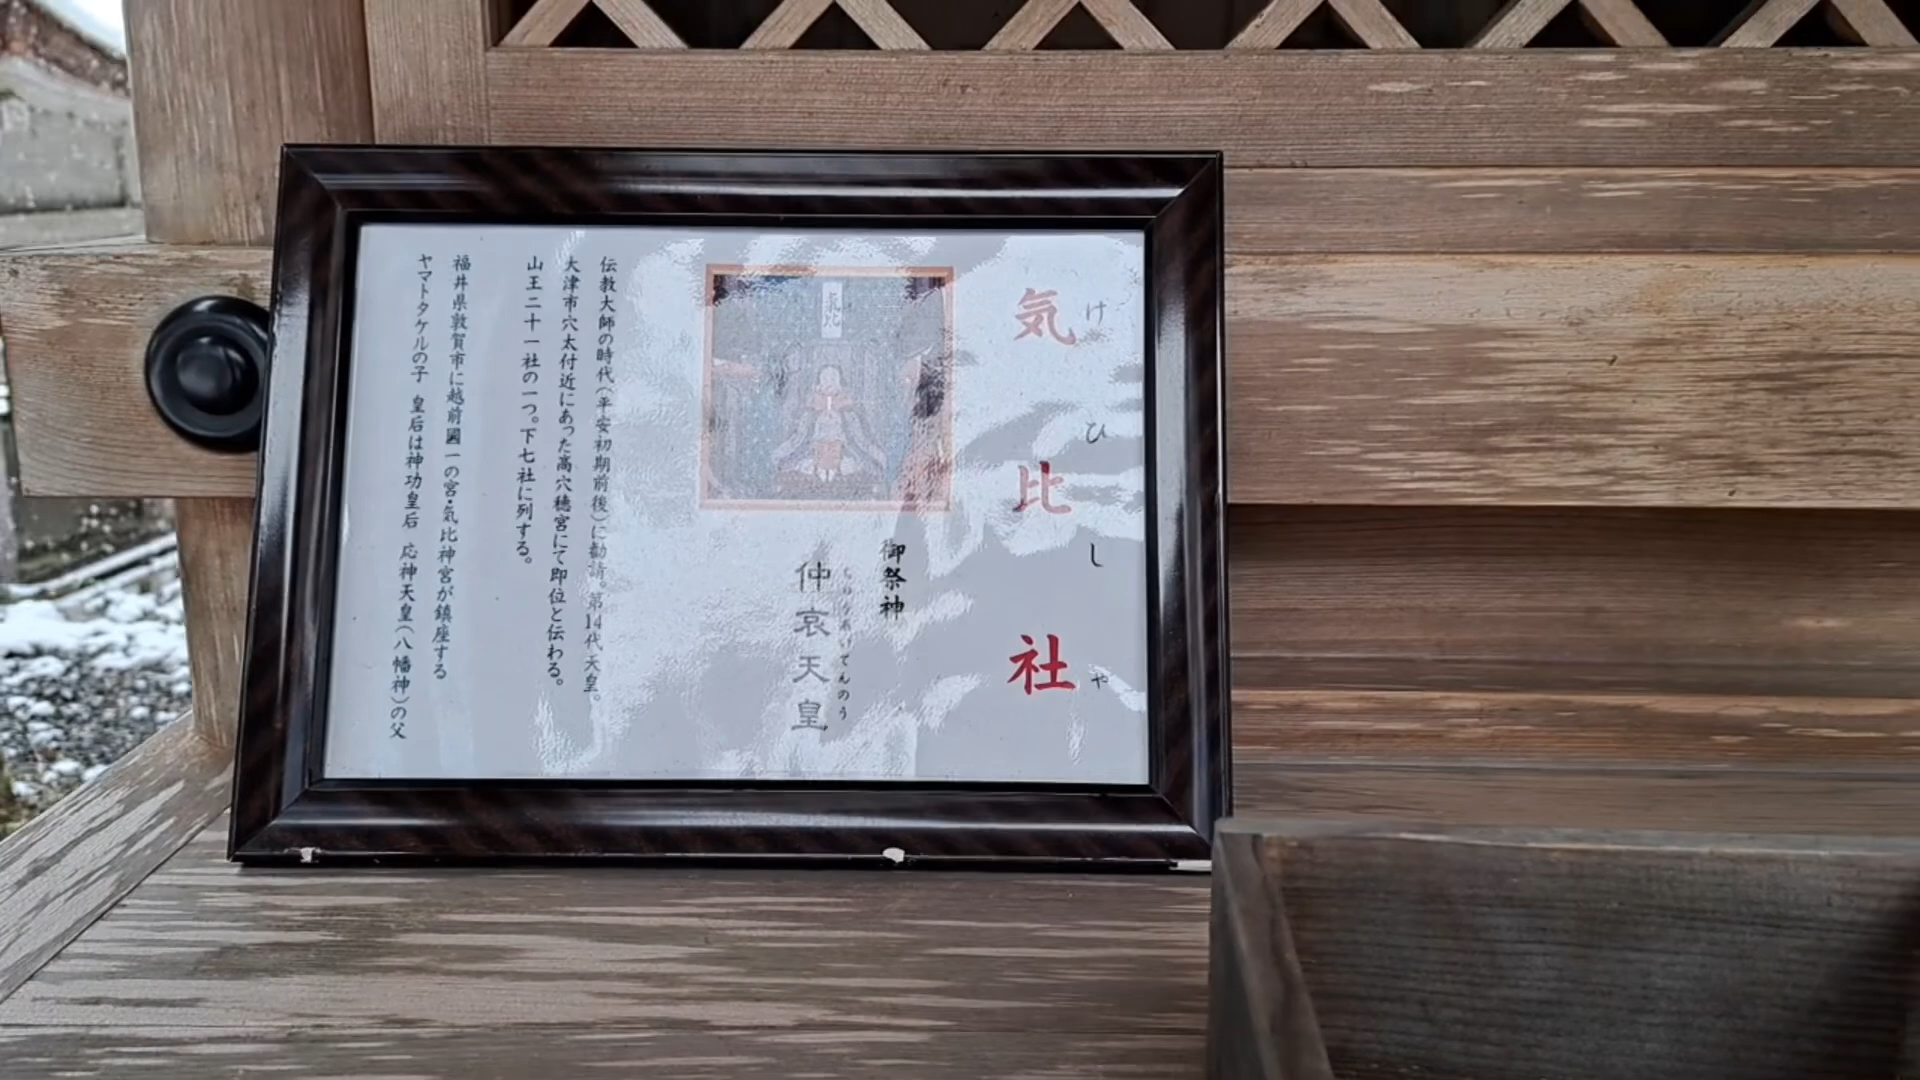 気比社
けひしや
気比
御祭神
仲哀天皇
ちゅうあいてんのう
伝教大師の時代(平安初期前後)に勧請。第14代天皇。
大津市穴太付近にあった高穴穂宮にて即位と伝わる。
山王二十一社の一つ。下七社に列する。
福井県敦賀市に越前國一の宮・気比神宮が鎮座する
ヤマトタケルの子 皇后は神功皇后 応神天皇(八幡神)の父